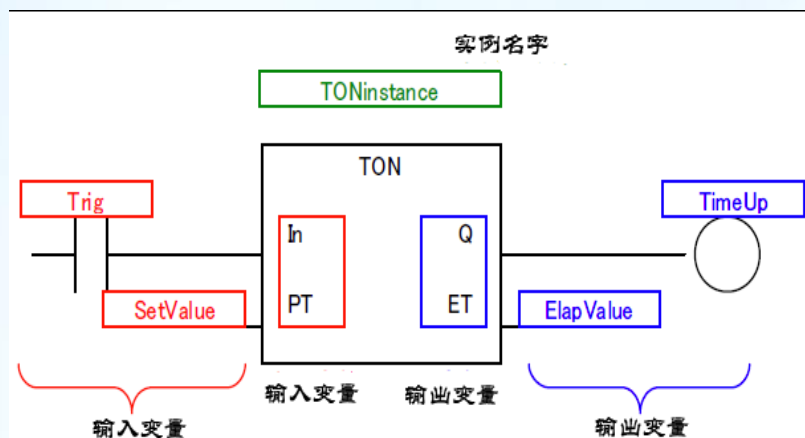 实例名字
TONinstance
TON
Trig
TimeUp
In
Q
SetValue
PT
ET
ElapValue
输入变量
输出变量
输入变量
输出变量